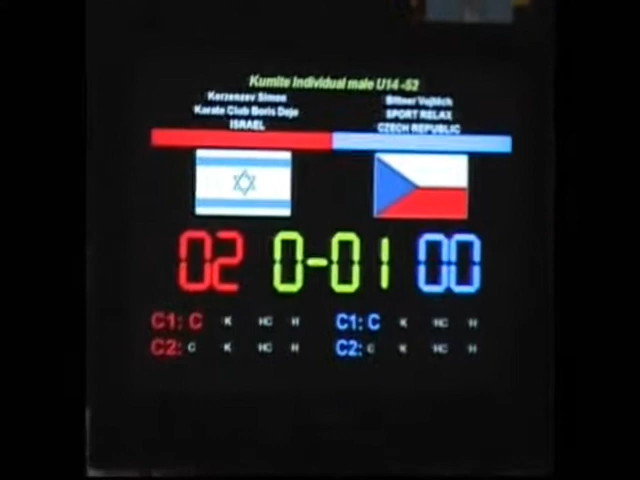 Kumite Individual male U14 -52
Kerzenzev Simon
Karate Club Boris Dojo
ISRAEL
Bittner Vojtěch
SPORT RELAX
CZECH REPUBLIC
02 0-01 00
C1: C K HC H
C1: C K HC H
C2: C K HC H
C2: C K HC H